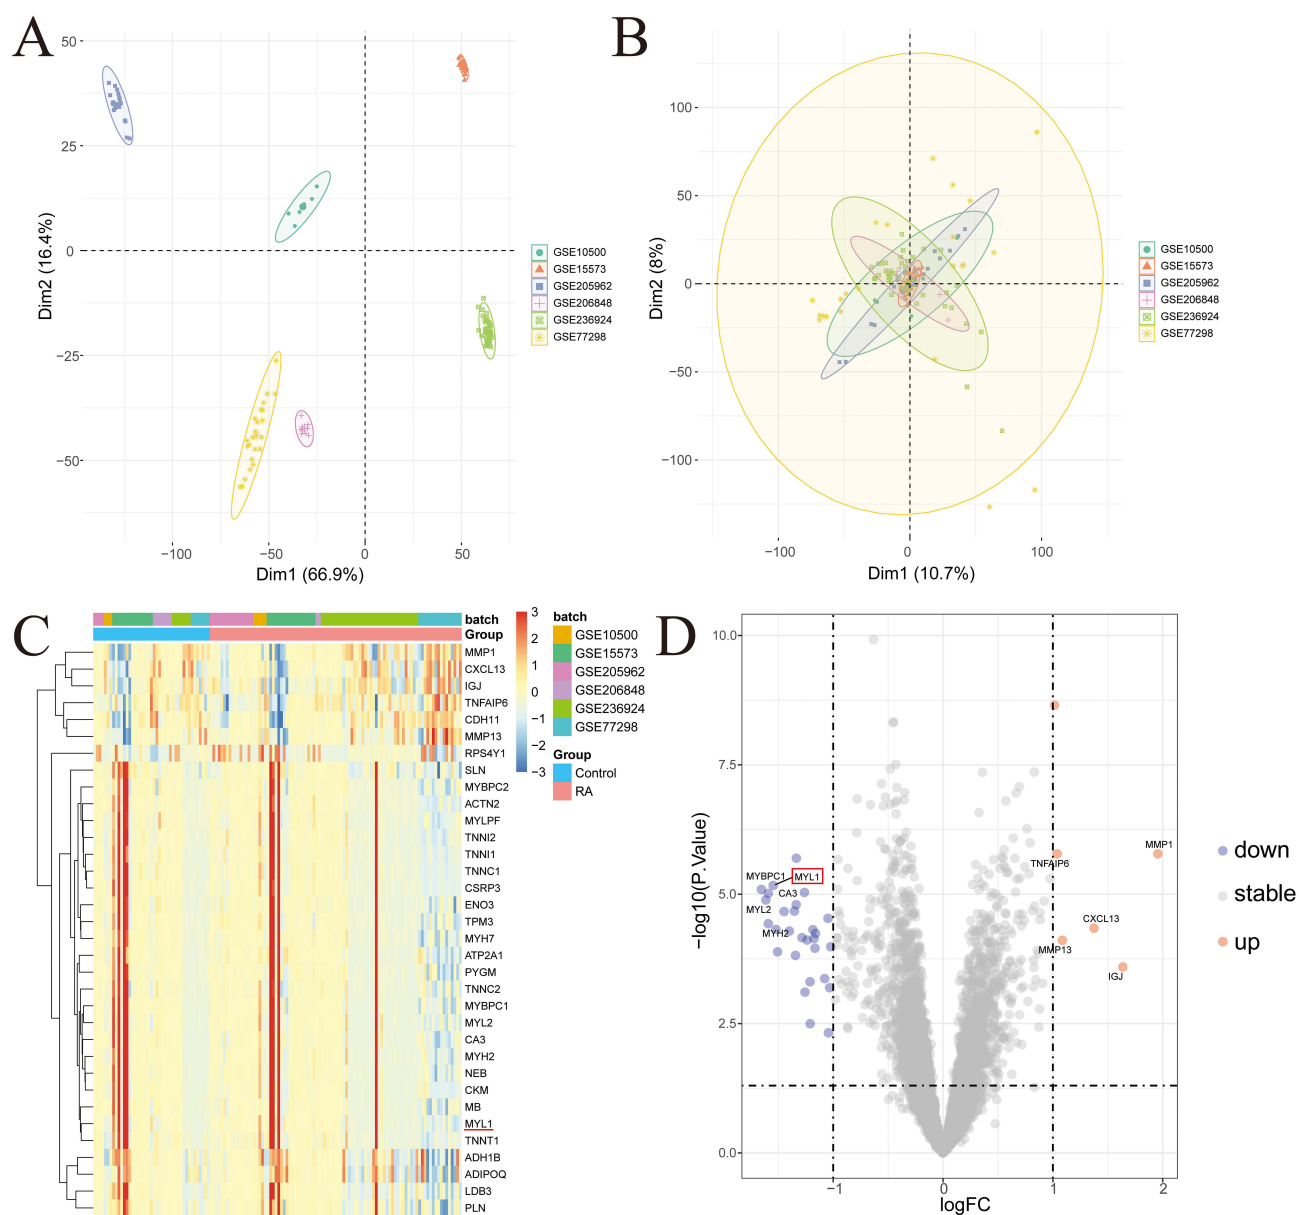 A
50
25
0
−25
−50
Dim2 (16.4%)
−100
−50
0
50
Dim1 (66.9%)
GSE10500
GSE15573
GSE205962
GSE206848
GSE236924
GSE77298
B
100
50
0
−50
−100
Dim2 (8%)
−100
0
100
Dim1 (10.7%)
GSE10500
GSE15573
GSE205962
GSE206848
GSE236924
GSE77298
C
batch
Group
MMP1
CXCL13
IGJ
TNFAIP6
CDH11
MMP13
RPS4Y1
SLN
MYBPC2
ACTN2
MYLPF
TNNI2
TNNI1
TNNC1
CSRP3
ENO3
TPM3
MYH7
ATP2A1
PYGM
TNNC2
MYBPC1
MYL2
CA3
MYH2
NEB
CKM
MB
MYL1
TNNT1
ADH1B
ADIPOQ
LDB3
PLN
3
2
1
0
−1
−2
−3
batch
GSE10500
GSE15573
GSE205962
GSE206848
GSE236924
GSE77298
Group
Control
RA
D
10.0
7.5
5.0
2.5
0.0
−log10(P.Value)
−1
0
1
2
logFC
MYBPC1
MYL1
CA3
MYL2
MYH2
TNFAIP6
MMP1
CXCL13
MMP13
IGJ
down
stable
up